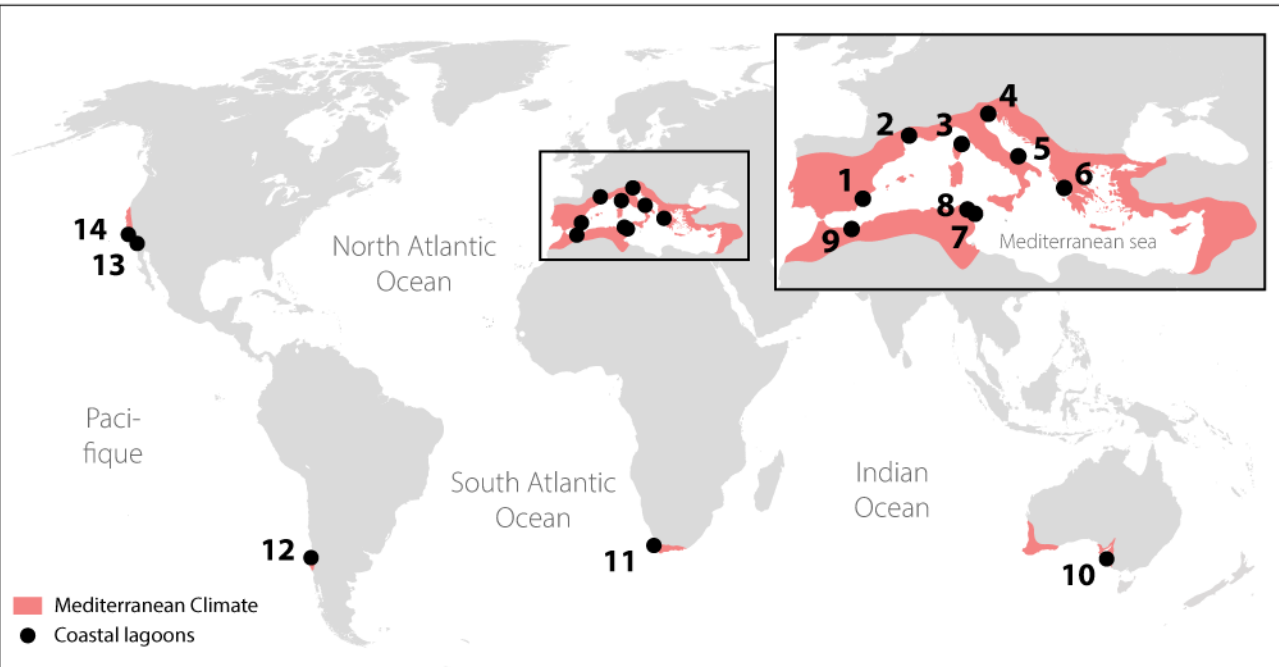 4
2
3
5
1
6
8
14
9
7
Mediterranean sea
13
North Atlantic
Ocean
Paci-
fique
South Atlantic
Ocean
Indian
Ocean
12
11
10
Mediterranean Climate
Coastal lagoons